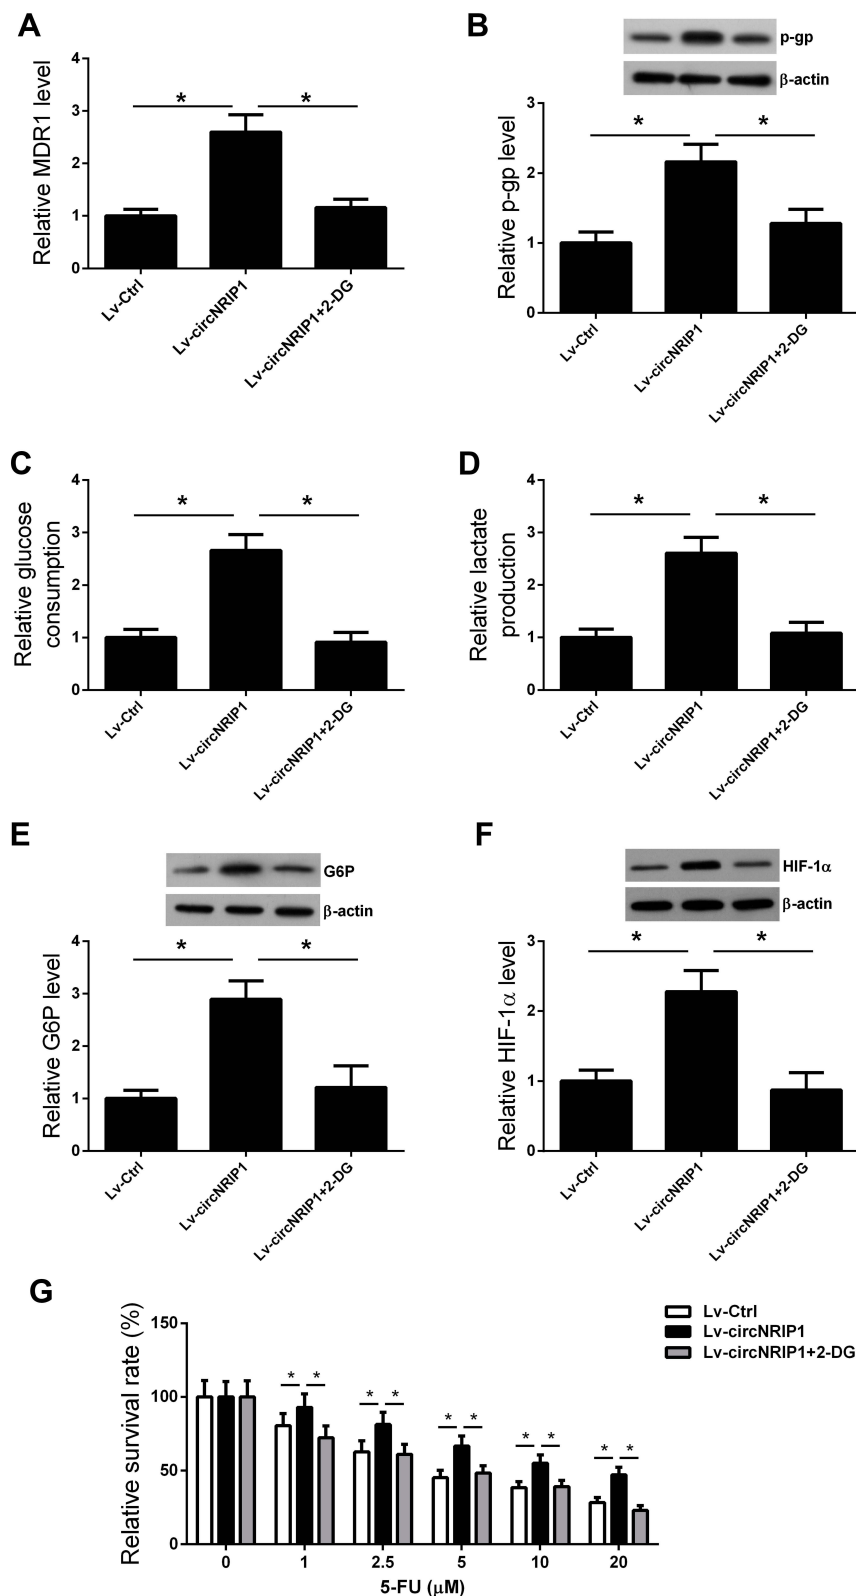 A
Relative MDR1 level
4
3
2
1
0
*
*
Lv-Ctrl
Lv-circNRIP1
Lv-circNRIP1+2-DG
B
p-gp
β-actin
Relative p-gp level
3
2
1
0
*
*
Lv-Ctrl
Lv-circNRIP1
Lv-circNRIP1+2-DG
C
Relative glucose
consumption
4
3
2
1
0
*
*
Lv-Ctrl
Lv-circNRIP1
Lv-circNRIP1+2-DG
D
Relative lactate
production
4
3
2
1
0
*
*
Lv-Ctrl
Lv-circNRIP1
Lv-circNRIP1+2-DG
E
G6P
β-actin
Relative G6P level
4
3
2
1
0
*
*
Lv-Ctrl
Lv-circNRIP1
Lv-circNRIP1+2-DG
F
HIF-1α
β-actin
Relative HIF-1α level
3
2
1
0
*
*
Lv-Ctrl
Lv-circNRIP1
Lv-circNRIP1+2-DG
G
Relative survival rate (%)
150
100
50
0
* *
* *
* *
* *
* *
0 1 2.5 5 10 20
5-FU (μM)
Lv-Ctrl
Lv-circNRIP1
Lv-circNRIP1+2-DG